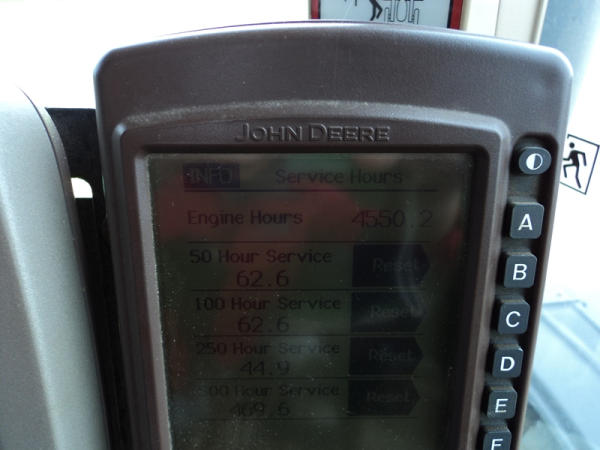 JOHN DEERE
INFO Service Hours
Engine Hours 4550.2
50 Hour Service
62.6 Reset
100 Hour Service
62.6 Reset
250 Hour Service
44.9 Reset
500 Hour Service
469.6 Reset
A
B
C
D
E
F